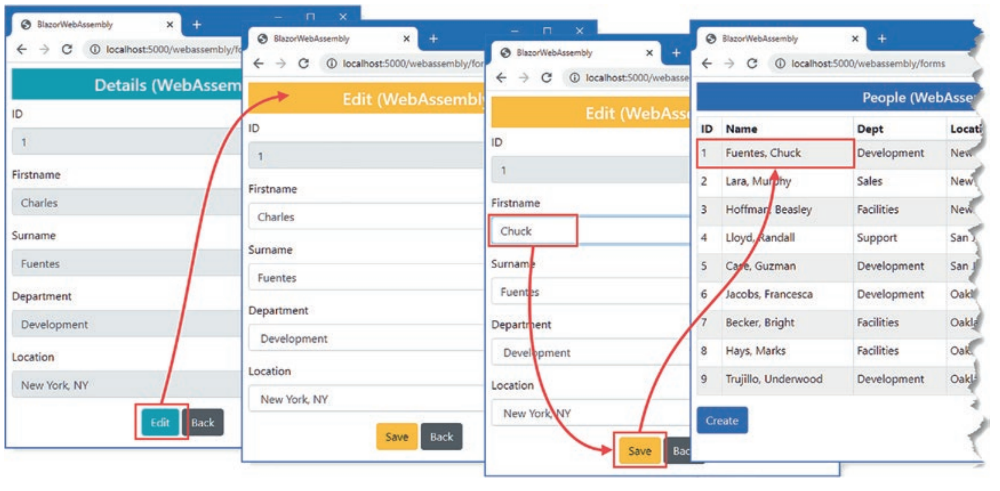 BlazorWebAssembly
localhost:5000/webassembly/fo
Details (WebAssem
ID
1
Firstname
Charles
Surname
Fuentes
Department
Development
Location
New York, NY
Edit Back
BlazorWebAssembly
localhost:5000/webassembly/for
Edit (WebAssembly
ID
1
Firstname
Charles
Surname
Fuentes
Department
Development
Location
New York, NY
Save Back
BlazorWebAssembly
localhost:5000/webasse
Edit (WebAsse
ID
1
Firstname
Chuck
Surname
Fuentes
Department
Development
Location
New York, NY
Save Bac
BlazorWebAssembly
localhost:5000/webassembly/forms
People (WebAsse
ID Name Dept Locati
1 Fuentes, Chuck Development New
2 Lara, Murphy Sales New
3 Hoffman, Beasley Facilities New
4 Lloyd, Randall Support San J
5 Case, Guzman Development San J
6 Jacobs, Francesca Development Oakl
7 Becker, Bright Facilities Oakla
8 Hays, Marks Facilities Oak
9 Trujillo, Underwood Development Oakl
Create